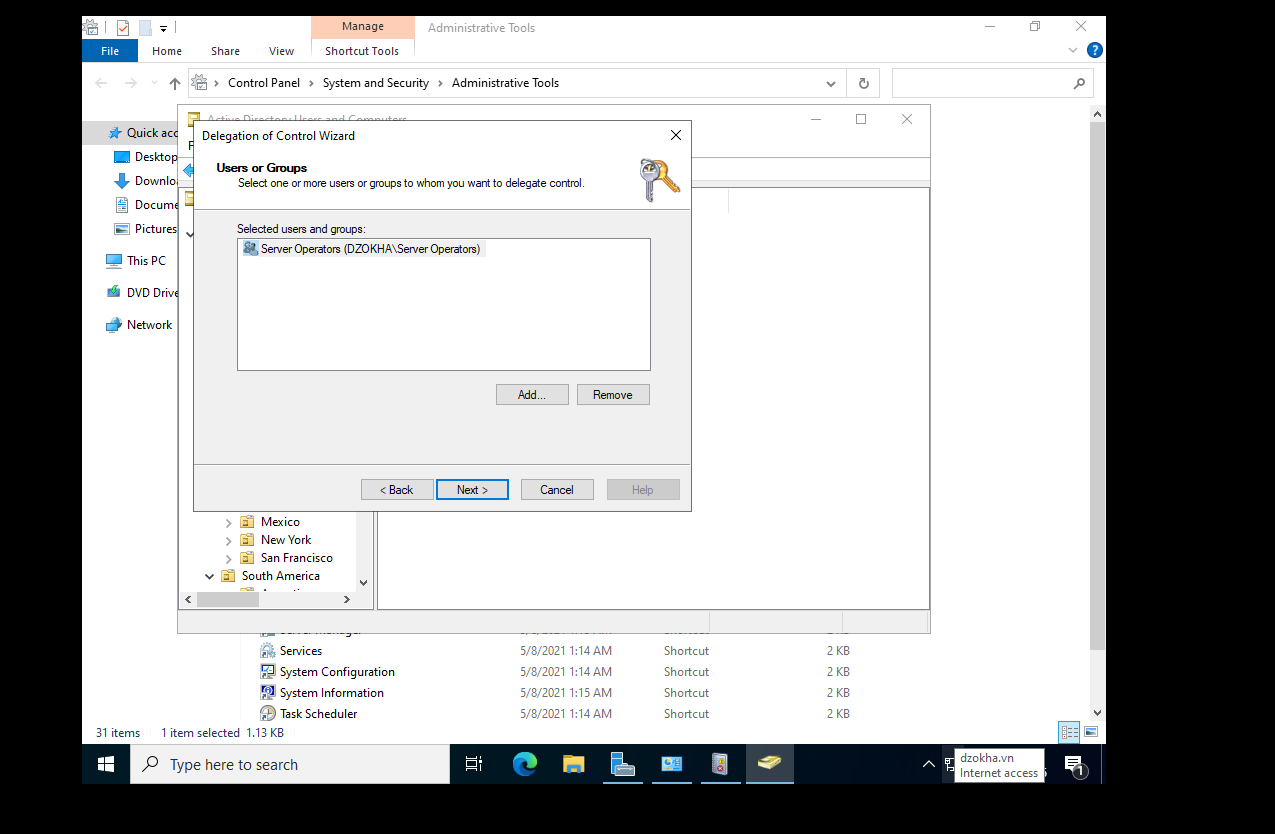 Manage
Administrative Tools
File
Home
Share
View
Shortcut Tools
Control Panel
System and Security
Administrative Tools
Quick acc
Desktop
Downlo
Docume
Pictures
This PC
DVD Drive
Network
Active Directory Users and Computers
Delegation of Control Wizard
Users or Groups
Select one or more users or groups to whom you want to delegate control.
Selected users and groups:
Server Operators (DZOKHA\Server Operators)
Add...
Remove
< Back
Next >
Cancel
Help
Mexico
New York
San Francisco
South America
Services 5/8/2021 1:14 AM Shortcut 2 KB
System Configuration 5/8/2021 1:14 AM Shortcut 2 KB
System Information 5/8/2021 1:15 AM Shortcut 2 KB
Task Scheduler 5/8/2021 1:14 AM Shortcut 2 KB
31 items 1 item selected 1.13 KB
Type here to search
dzokha.vn
Internet access
1